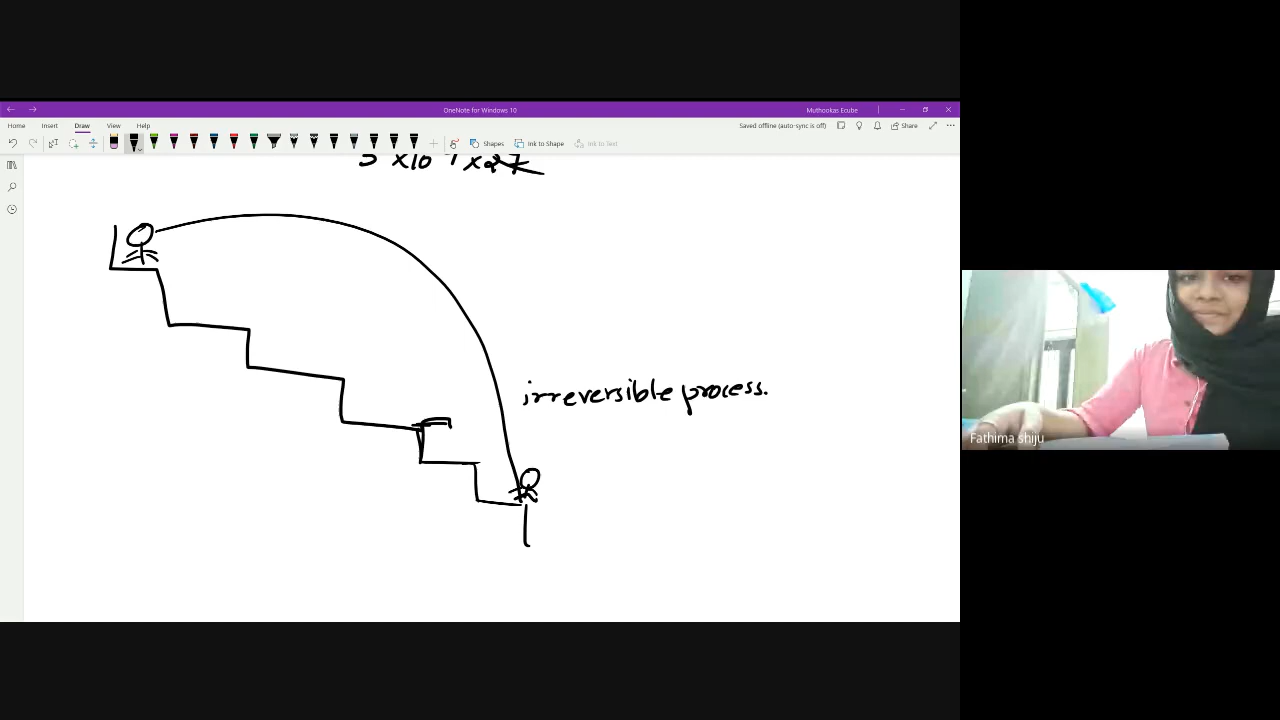 OneNote for Windows 10
Muthookas Ecube
Home Insert Draw View Help
Saved offline (auto-sync is off)
Share
Shapes
Ink to Shape
Ink to Text
irreversible process.
Fathima shiju